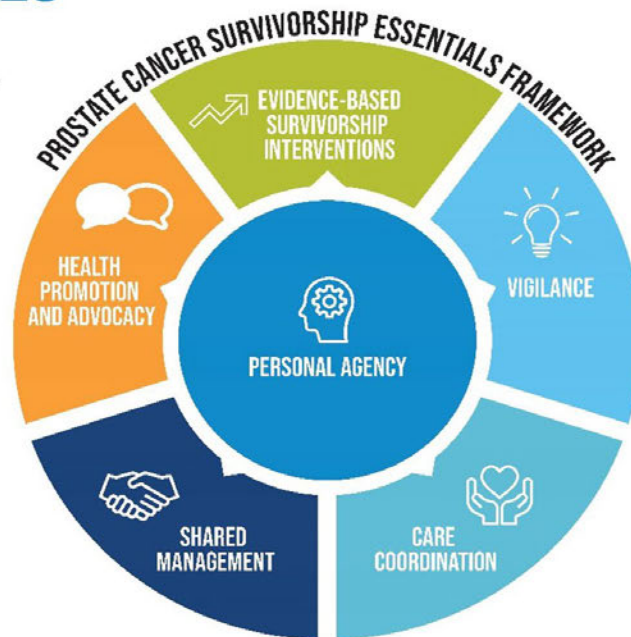 PROSTATE CANCER SURVIVORSHIP ESSENTIALS FRAMEWORK
EVIDENCE-BASED
SURVIVORSHIP
INTERVENTIONS
HEALTH
PROMOTION
AND ADVOCACY
VIGILANCE
PERSONAL AGENCY
SHARED
MANAGEMENT
CARE
COORDINATION